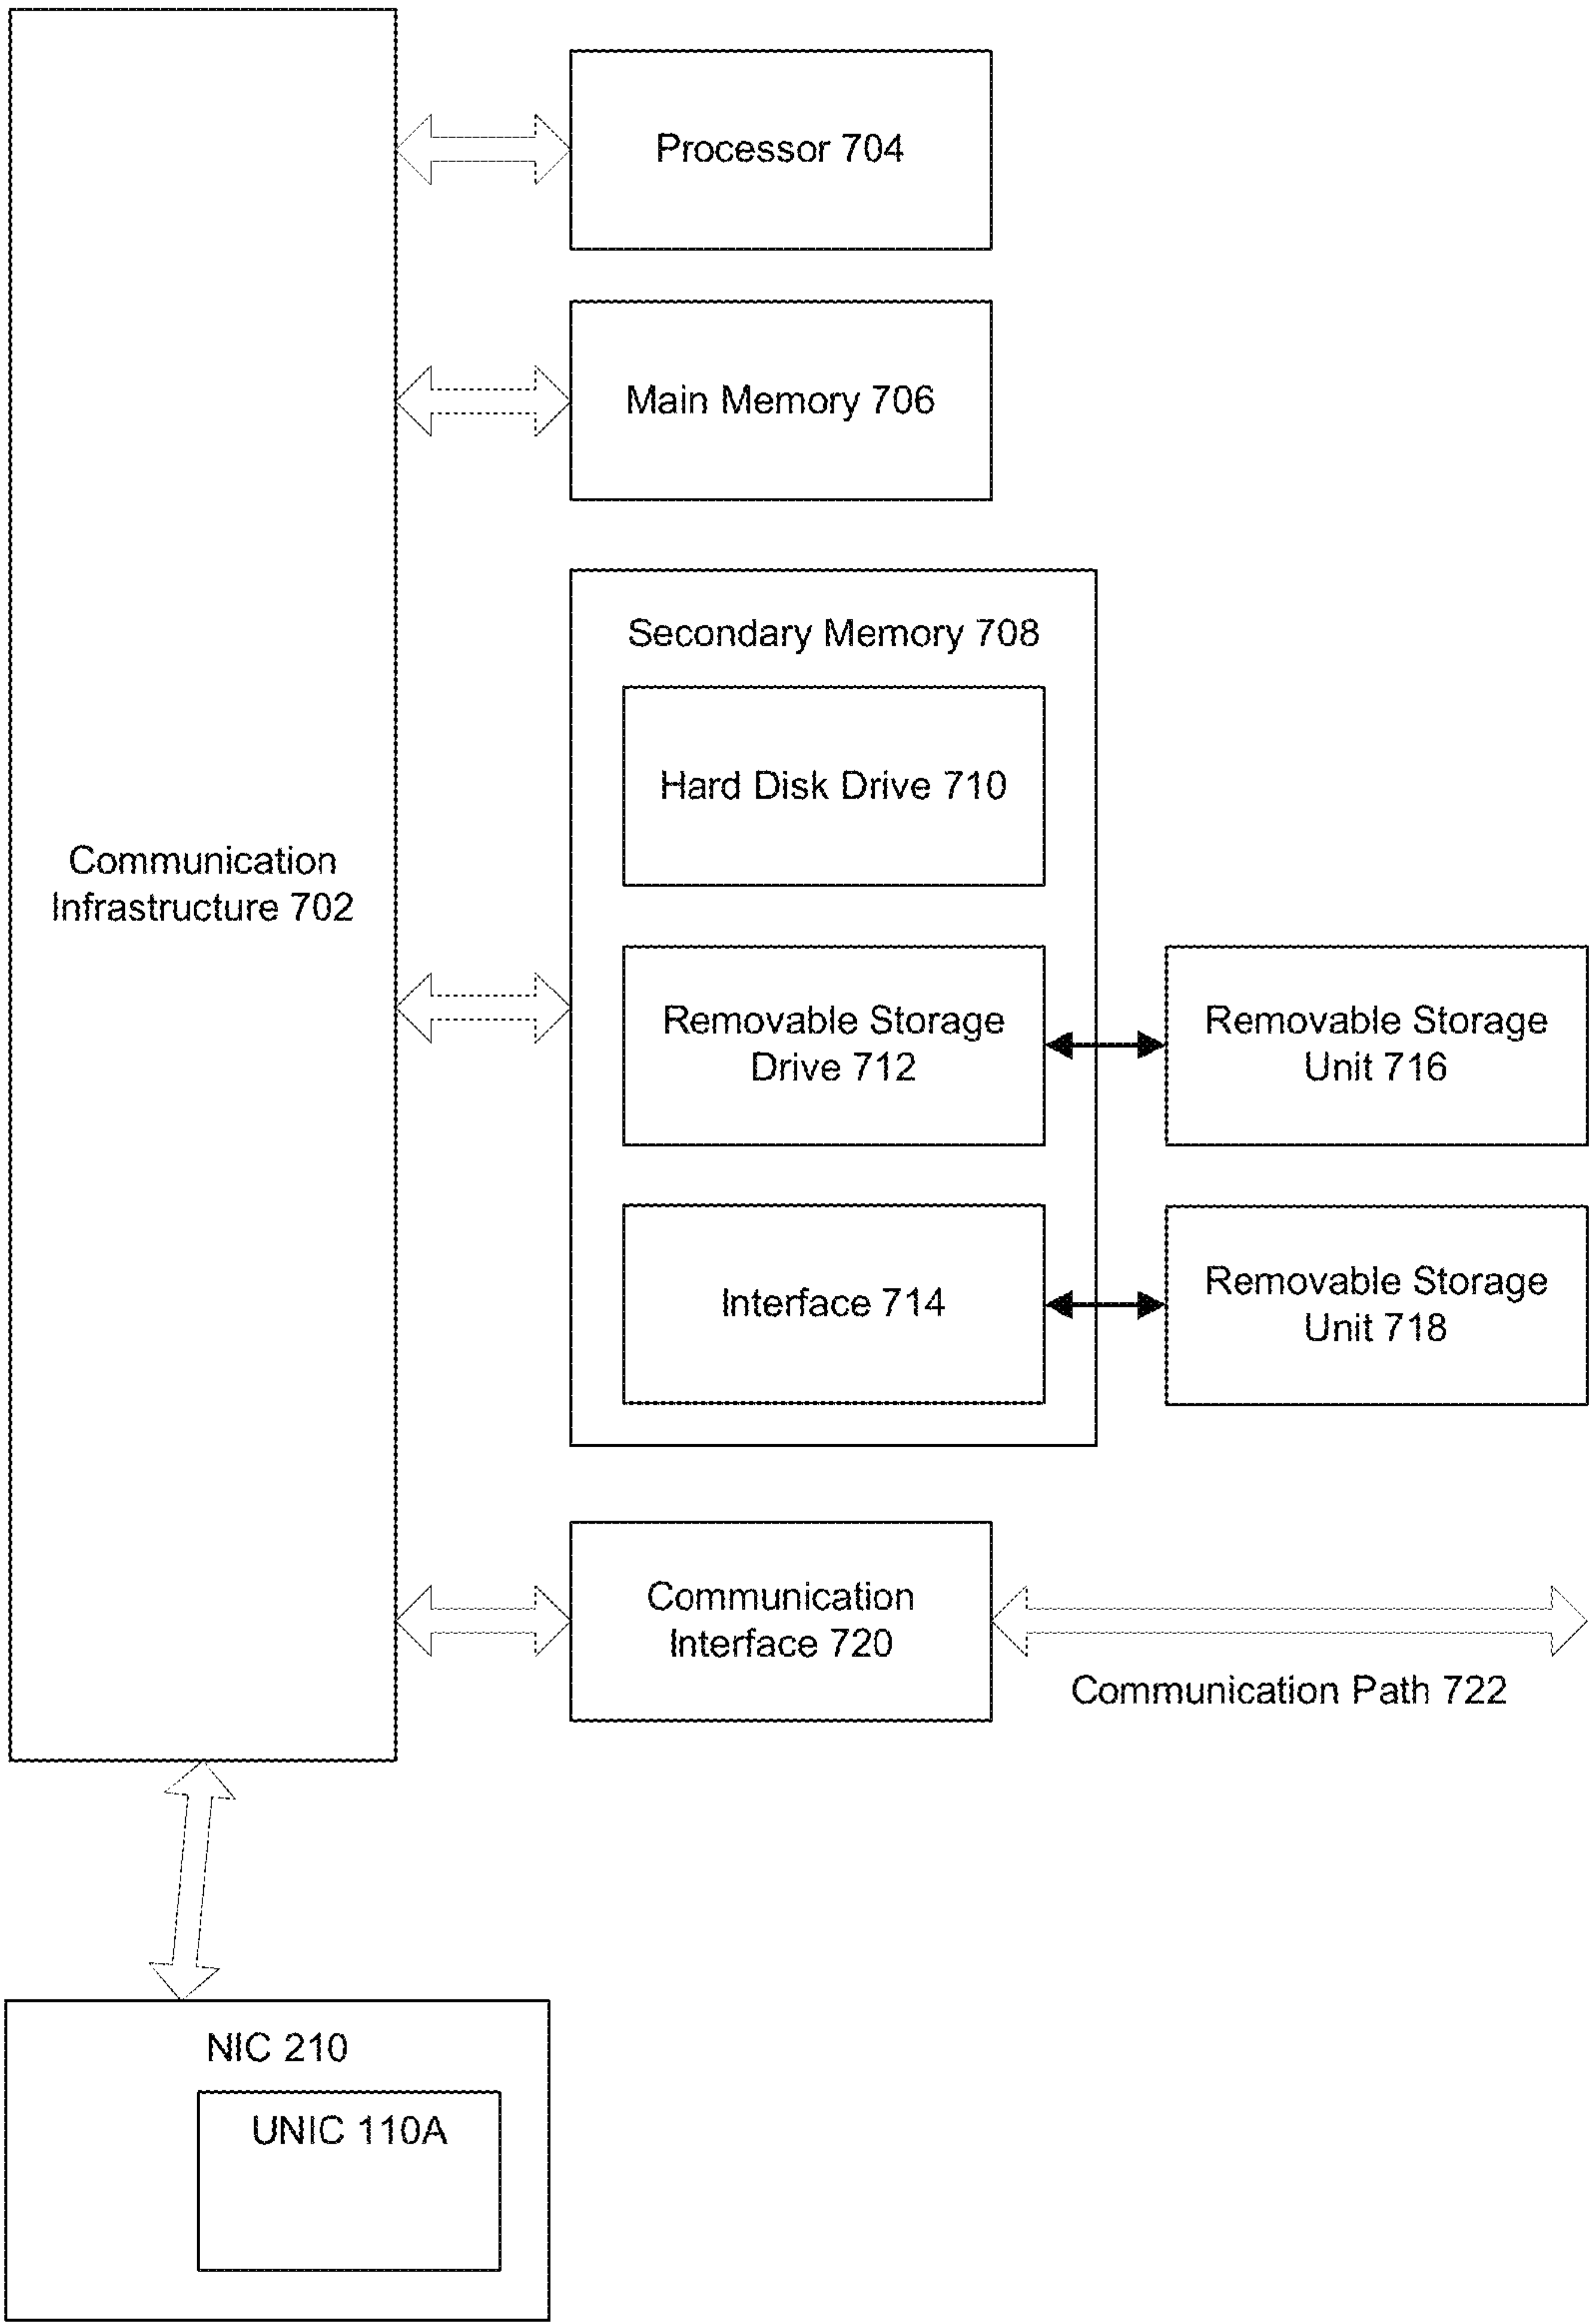 Processor 704
Main Memory 706
Secondary Memory 708
Hard Disk Drive 710
Communication
Infrastructure 702
Removable Storage
Drive 712
Removable Storage
Unit 716
Interface 714
Removable Storage
Unit 718
Communication
Interface 720
Communication Path 722
NIC 210
UNIC 110A